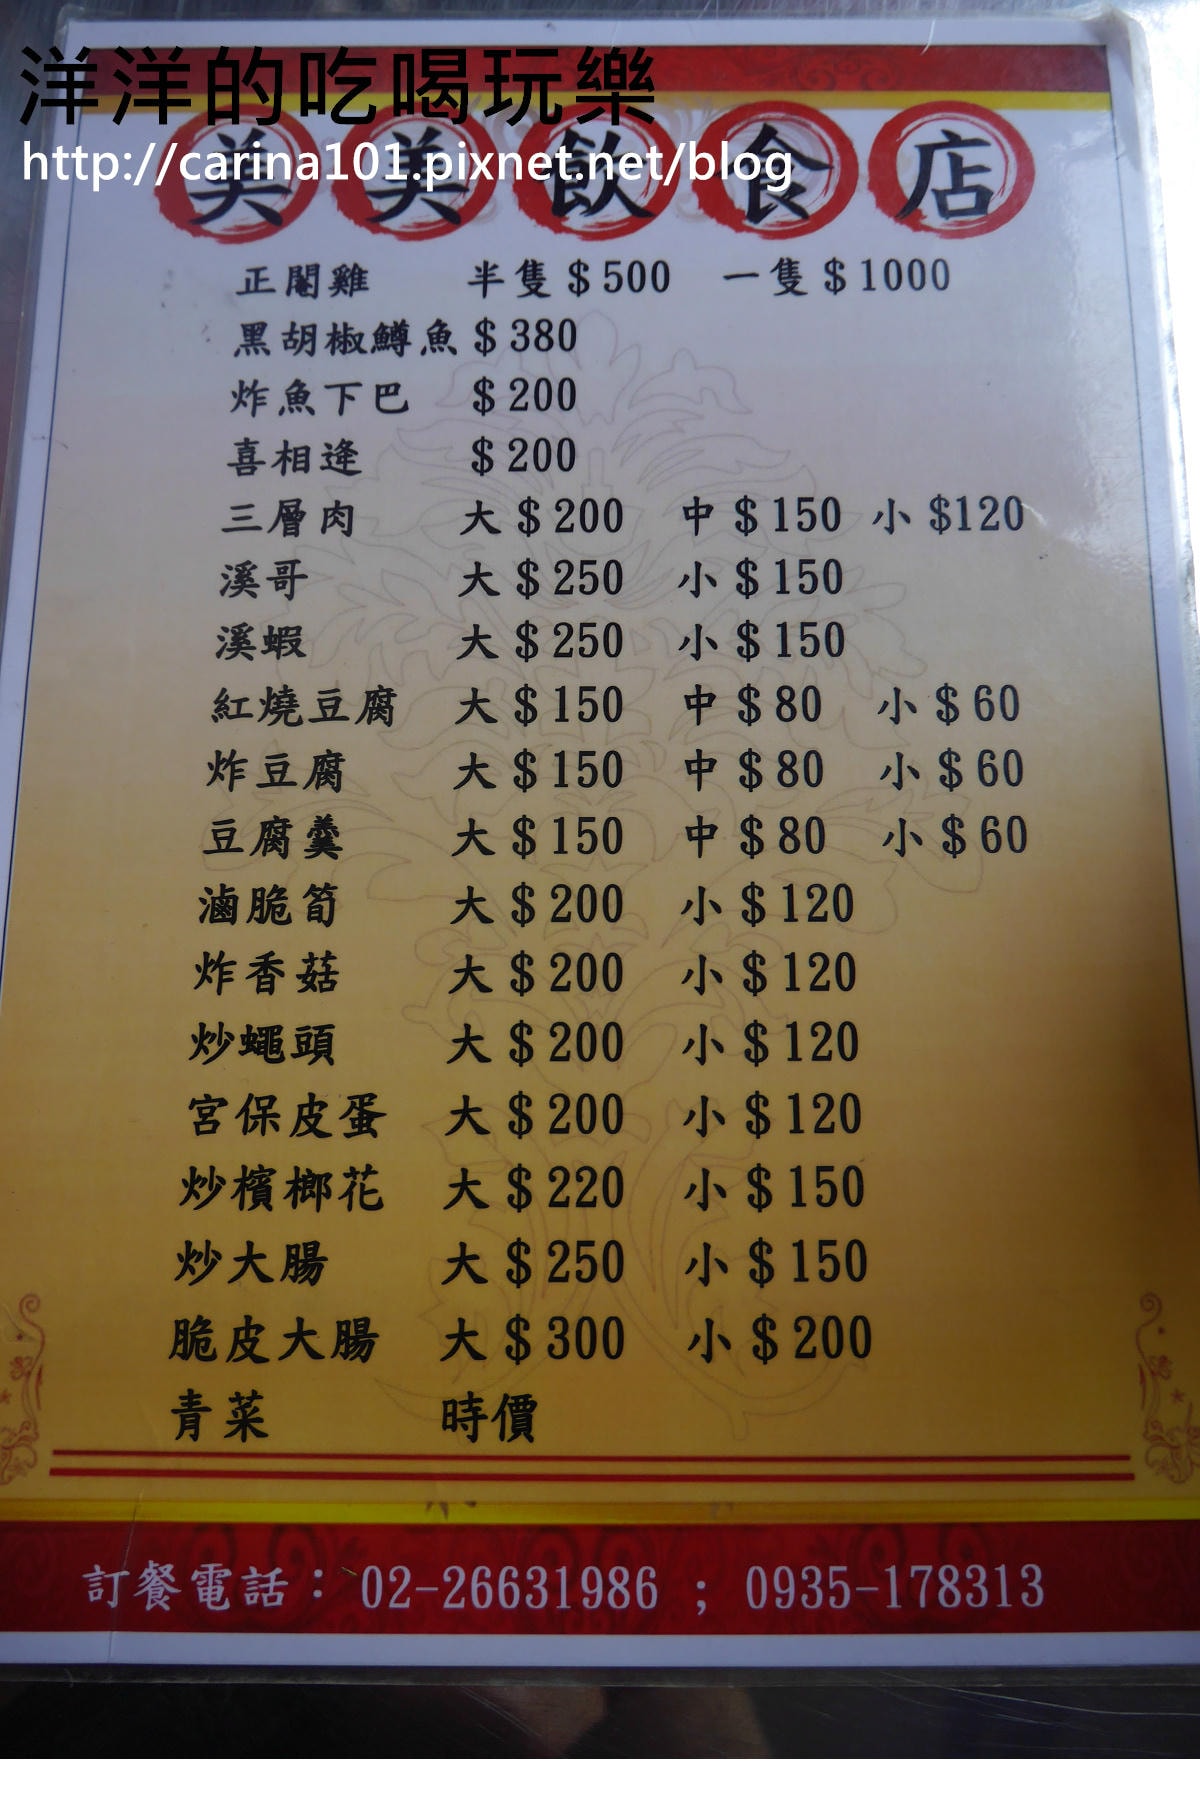 洋洋的吃喝玩樂
http://carina101.pixnet.net/blog
美美飲食店
正閹雞 半隻＄500 一隻＄1000
黑胡椒鱒魚＄380
炸魚下巴 ＄200
喜相逢 ＄200
三層肉 大＄200 中＄150 小 $120
溪哥 大＄250 小＄150
溪蝦 大＄250 小＄150
紅燒豆腐 大＄150 中＄80 小＄60
炸豆腐 大＄150 中＄80 小＄60
豆腐羹 大＄150 中＄80 小＄60
滷脆筍 大＄200 小＄120
炸香菇 大＄200 小＄120
炒蠅頭 大＄200 小＄120
宮保皮蛋 大＄200 小＄120
炒檳榔花 大＄220 小＄150
炒大腸 大＄250 小＄150
脆皮大腸 大＄300 小＄200
青菜 時價
訂餐電話：02-26631986 ; 0935-178313